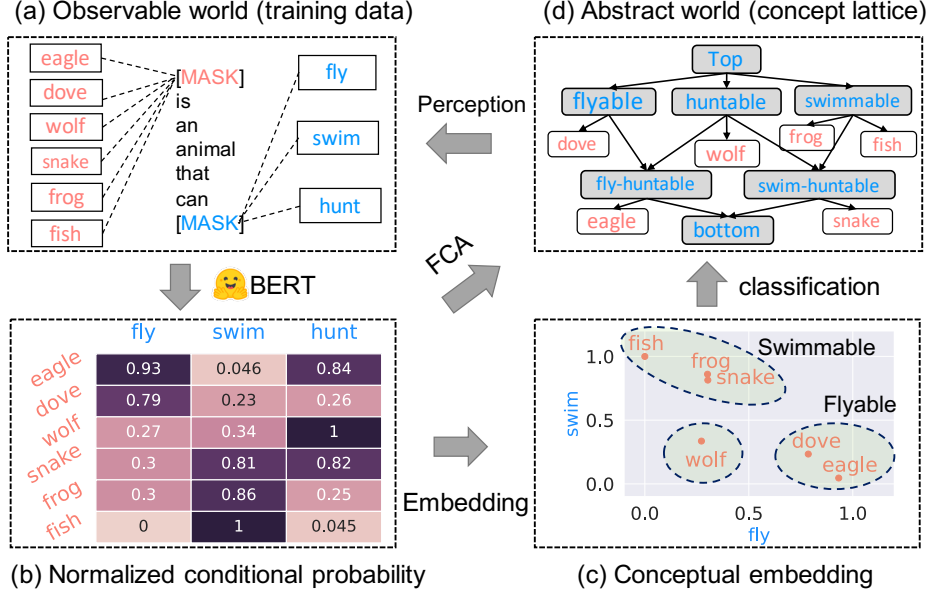 (a) Observable world (training data)
eagle
dove
wolf
snake
frog
fish
[MASK]
is
an
animal
that
can
[MASK]
fly
swim
hunt
Perception
(d) Abstract world (concept lattice)
Top
flyable
huntable
swimmable
dove
wolf
frog
fish
fly-huntable
swim-huntable
eagle
bottom
snake
BERT
FCA
classification
fly swim hunt
eagle 0.93 0.046 0.84
dove 0.79 0.23 0.26
wolf 0.27 0.34 1
snake 0.3 0.81 0.82
frog 0.3 0.86 0.25
fish 0 1 0.045
(b) Normalized conditional probability
Embedding
swim
1.0
0.5
0.0
fish
frog
snake
Swimmable
Flyable
wolf
dove
eagle
0.0 0.5 1.0
fly
(c) Conceptual embedding